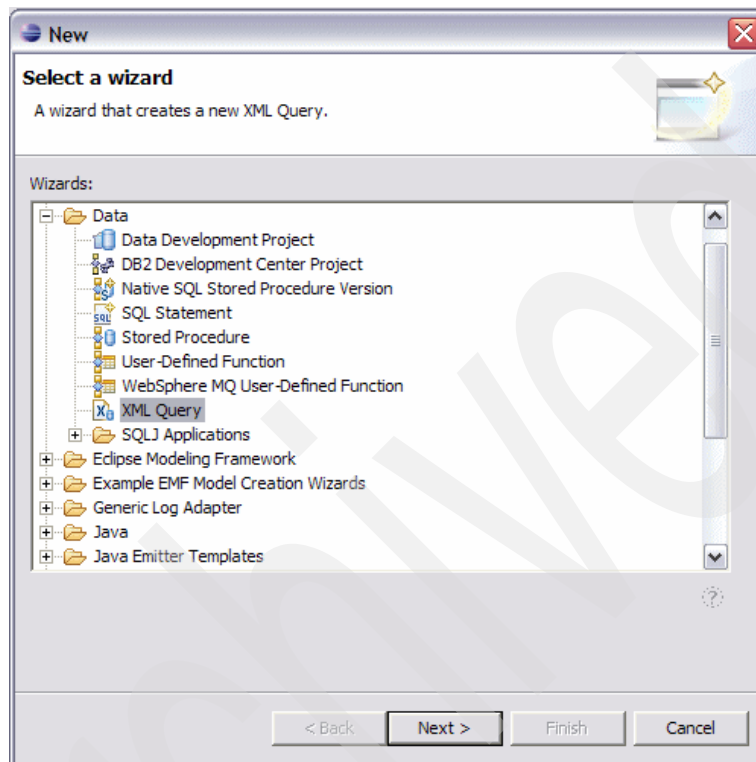 New
Select a wizard
A wizard that creates a new XML Query.
Wizards:
Data
Data Development Project
DB2 Development Center Project
Native SQL Stored Procedure Version
SQL Statement
Stored Procedure
User-Defined Function
WebSphere MQ User-Defined Function
XML Query
SQLJ Applications
Eclipse Modeling Framework
Example EMF Model Creation Wizards
Generic Log Adapter
Java
Java Emitter Templates
< Back Next > Finish Cancel